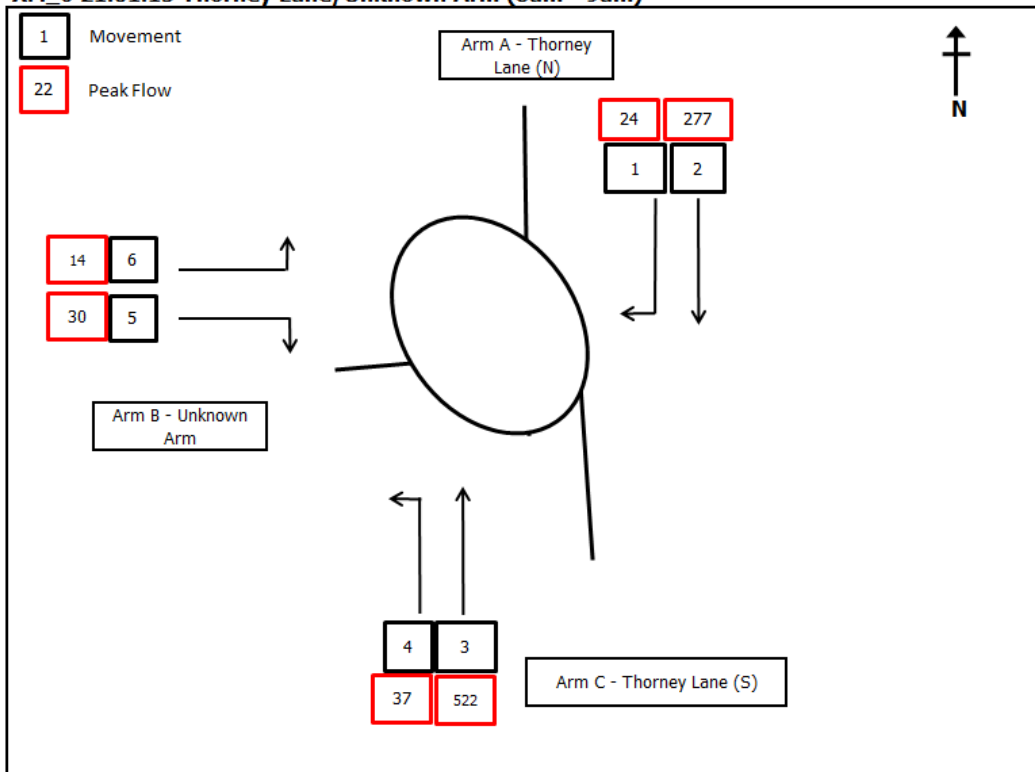 1 Movement
22 Peak Flow
Arm A - Thorney
Lane (N)
N
24 277
1 2
14 6
30 5
Arm B - Unknown
Arm
4 3
37 522
Arm C - Thorney Lane (S)